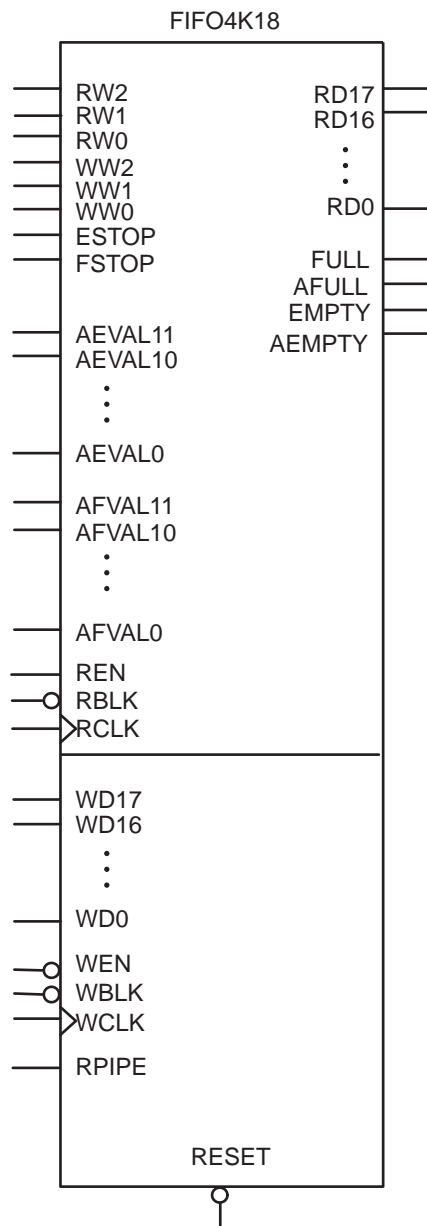 FIFO4K18
RW2
RW1
RW0
WW2
WW1
WW0
ESTOP
FSTOP
AEVAL11
AEVAL10
AEVAL0
AFVAL11
AFVAL10
AFVAL0
REN
RBLK
RCLK
WD17
WD16
WD0
WEN
WBLK
WCLK
RPIPE
RD17
RD16
RD0
FULL
AFULL
EMPTY
AEMPTY
RESET